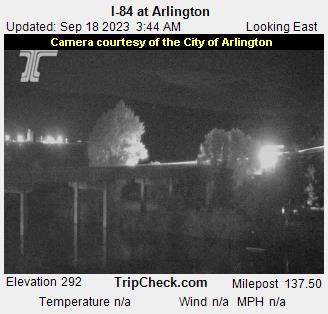 I-84 at Arlington
Updated: Sep 18 2023 3:44 AM Looking East
Camera courtesy of the City of Arlington
Elevation 292 TripCheck.com Milepost 137.50
Temperature n/a Wind n/a MPH n/a